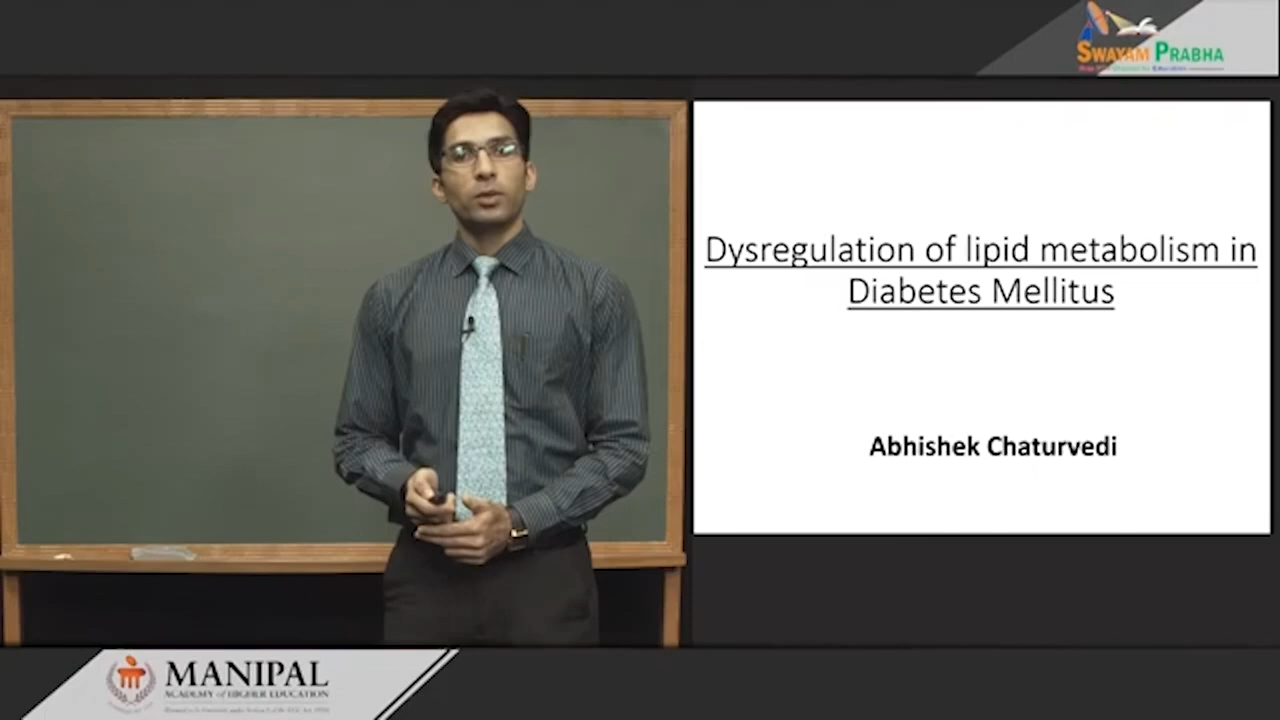 SWAYAM PRABHA
Dysregulation of lipid metabolism in
Diabetes Mellitus
Abhishek Chaturvedi
MANIPAL
ACADEMY of HIGHER EDUCATION